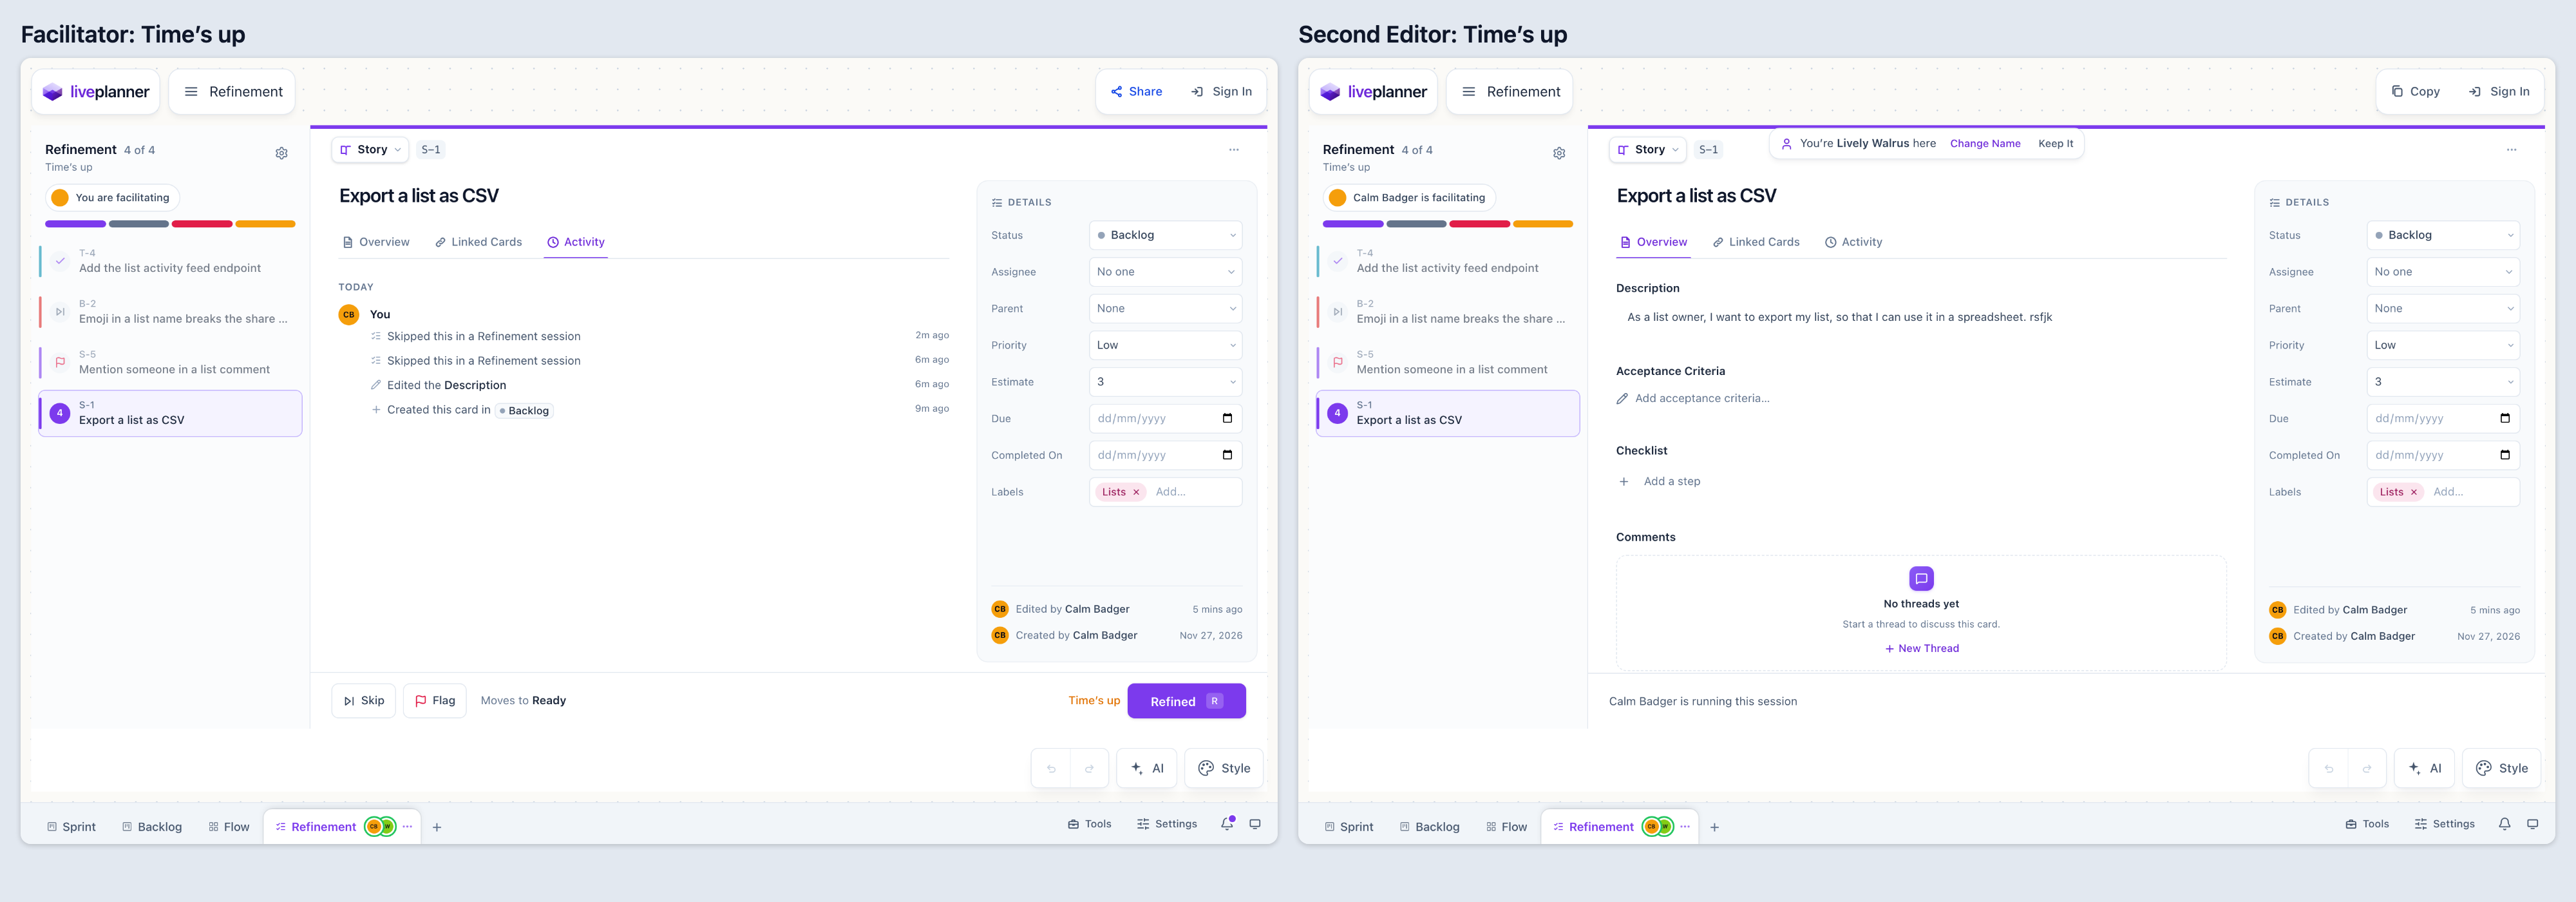 Facilitator: Time's up
liveplanner
Refinement
Share
Sign In
Refinement 4 of 4
Time's up
You are facilitating
T-4
Add the list activity feed endpoint
B-2
Emoji in a list name breaks the share ...
S-5
Mention someone in a list comment
4
S-1
Export a list as CSV
Story
S-1
Export a list as CSV
Overview
Linked Cards
Activity
TODAY
CB
You
Skipped this in a Refinement session 2m ago
Skipped this in a Refinement session 6m ago
Edited the Description 6m ago
Created this card in Backlog 9m ago
DETAILS
Status Backlog
Assignee No one
Parent None
Priority Low
Estimate 3
Due dd/mm/yyyy
Completed On dd/mm/yyyy
Labels Lists × Add...
CB Edited by Calm Badger 5 mins ago
CB Created by Calm Badger Nov 27, 2026
Skip
Flag
Moves to Ready
Time's up
Refined R
AI
Style
Sprint
Backlog
Flow
Refinement
CB
W
Tools
Settings
Second Editor: Time's up
liveplanner
Refinement
Copy
Sign In
Refinement 4 of 4
Time's up
Calm Badger is facilitating
T-4
Add the list activity feed endpoint
B-2
Emoji in a list name breaks the share ...
S-5
Mention someone in a list comment
4
S-1
Export a list as CSV
Story
S-1
You're Lively Walrus here
Change Name
Keep It
Export a list as CSV
Overview
Linked Cards
Activity
Description
As a list owner, I want to export my list, so that I can use it in a spreadsheet. rsfjk
Acceptance Criteria
Add acceptance criteria...
Checklist
Add a step
Comments
No threads yet
Start a thread to discuss this card.
+ New Thread
DETAILS
Status Backlog
Assignee No one
Parent None
Priority Low
Estimate 3
Due dd/mm/yyyy
Completed On dd/mm/yyyy
Labels Lists × Add...
CB Edited by Calm Badger 5 mins ago
CB Created by Calm Badger Nov 27, 2026
Calm Badger is running this session
AI
Style
Sprint
Backlog
Flow
Refinement
CB
W
Tools
Settings